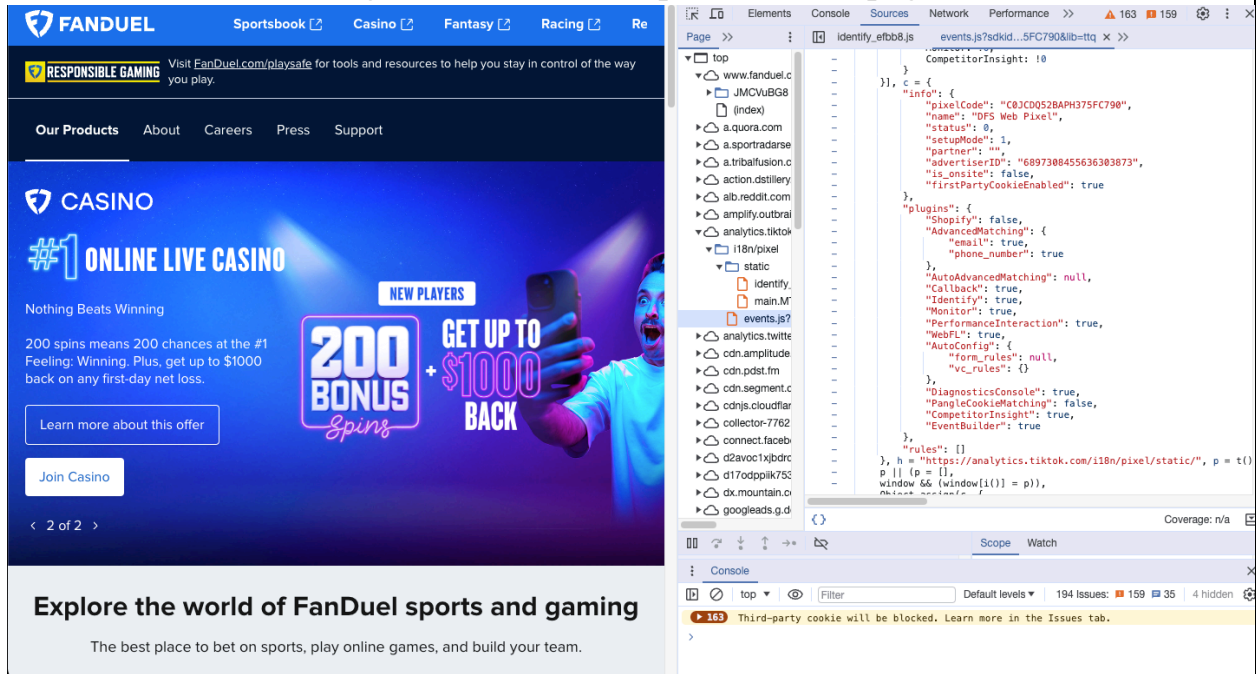 FANDUEL
Sportsbook
Casino
Fantasy
Racing
Re
RESPONSIBLE GAMING
Visit FanDuel.com/playsafe for tools and resources to help you stay in control of the way
you play.
Our Products
About
Careers
Press
Support
CASINO
#1 ONLINE LIVE CASINO
Nothing Beats Winning
200 spins means 200 chances at the #1
Feeling: Winning. Plus, get up to $1000
back on any first-day net loss.
Learn more about this offer
Join Casino
2 of 2
NEW PLAYERS
200
BONUS
Spins
+
GET UP TO
$1000
BACK
Explore the world of FanDuel sports and gaming
The best place to bet on sports, play online games, and build your team.
Elements
Console
Sources
Network
Performance
163
159
Page
identify_efbb8.js
events.js?sdkid...5FC790&lib=ttq
top
www.fanduel.c
JMCVuBG8
(index)
a.quora.com
a.sportradarse
a.tribalfusion.c
action.dstillery
alb.reddit.com
amplify.outbrai
analytics.tiktok
i18n/pixel
static
identify_
main.MT
events.js?
analytics.twitte
cdn.amplitude.
cdn.pdst.fm
cdn.segment.c
cdnjs.cloudflar
collector-7762
connect.faceb
d2avoc1xjbdrc
d17odppiik753
dx.mountain.c
googleads.g.d
CompetitorInsight: !0
}
}], c = {
"info": {
"pixelCode": "C0JCDQ52BAPH375FC790",
"name": "DFS Web Pixel",
"status": 0,
"setupMode": 1,
"partner": "",
"advertiserID": "6897308455636303873",
"is_onsite": false,
"firstPartyCookieEnabled": true
},
"plugins": {
"Shopify": false,
"AdvancedMatching": {
"email": true,
"phone_number": true
},
"AutoAdvancedMatching": null,
"Callback": true,
"Identify": true,
"Monitor": true,
"PerformanceInteraction": true,
"WebFL": true,
"AutoConfig": {
"form_rules": null,
"vc_rules": {}
},
"DiagnosticsConsole": true,
"PangleCookieMatching": false,
"CompetitorInsight": true,
"EventBuilder": true
},
"rules": []
}, h = "https://analytics.tiktok.com/i18n/pixel/static/", p = t()
p || (p = [],
window && (window[i()] = p)),
{}
Coverage: n/a
Scope
Watch
Console
top
Filter
Default levels
194 Issues:
159
35
4 hidden
163
Third-party cookie will be blocked. Learn more in the Issues tab.